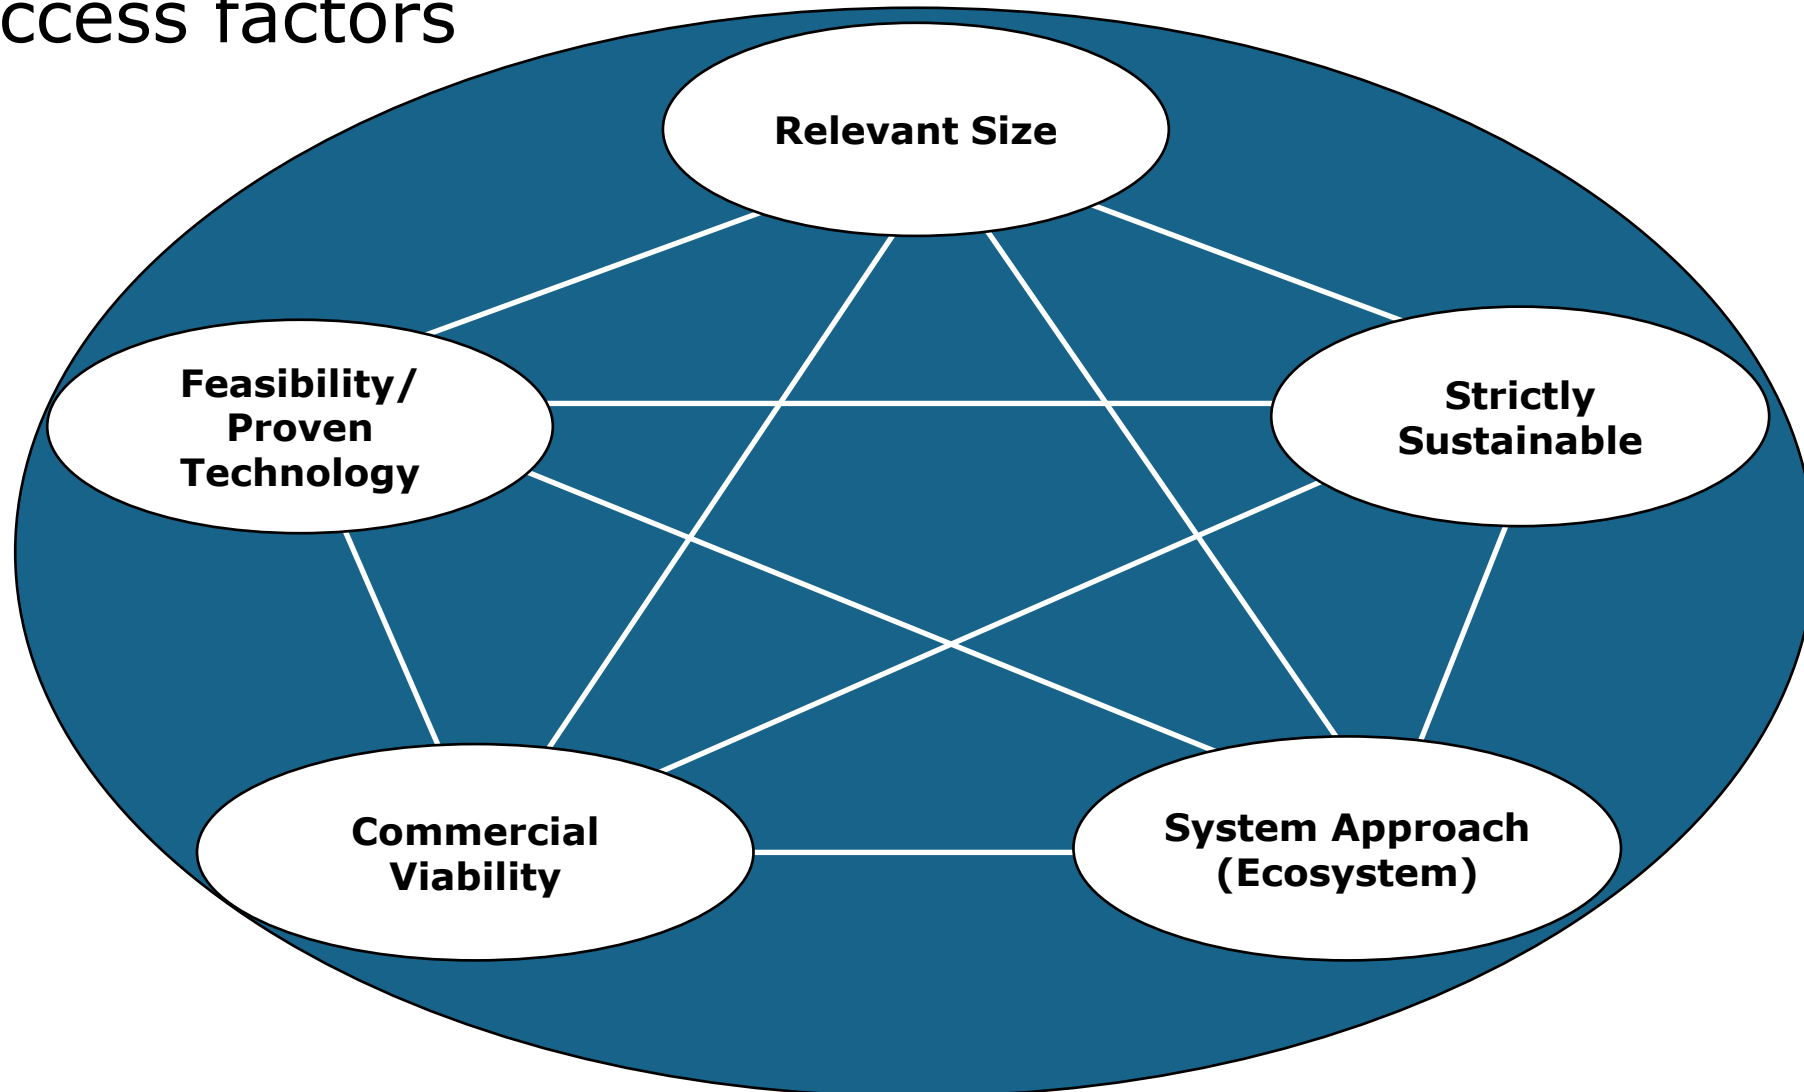 ccess factors
Relevant Size
Feasibility/
Proven
Technology
Strictly
Sustainable
Commercial
Viability
System Approach
(Ecosystem)